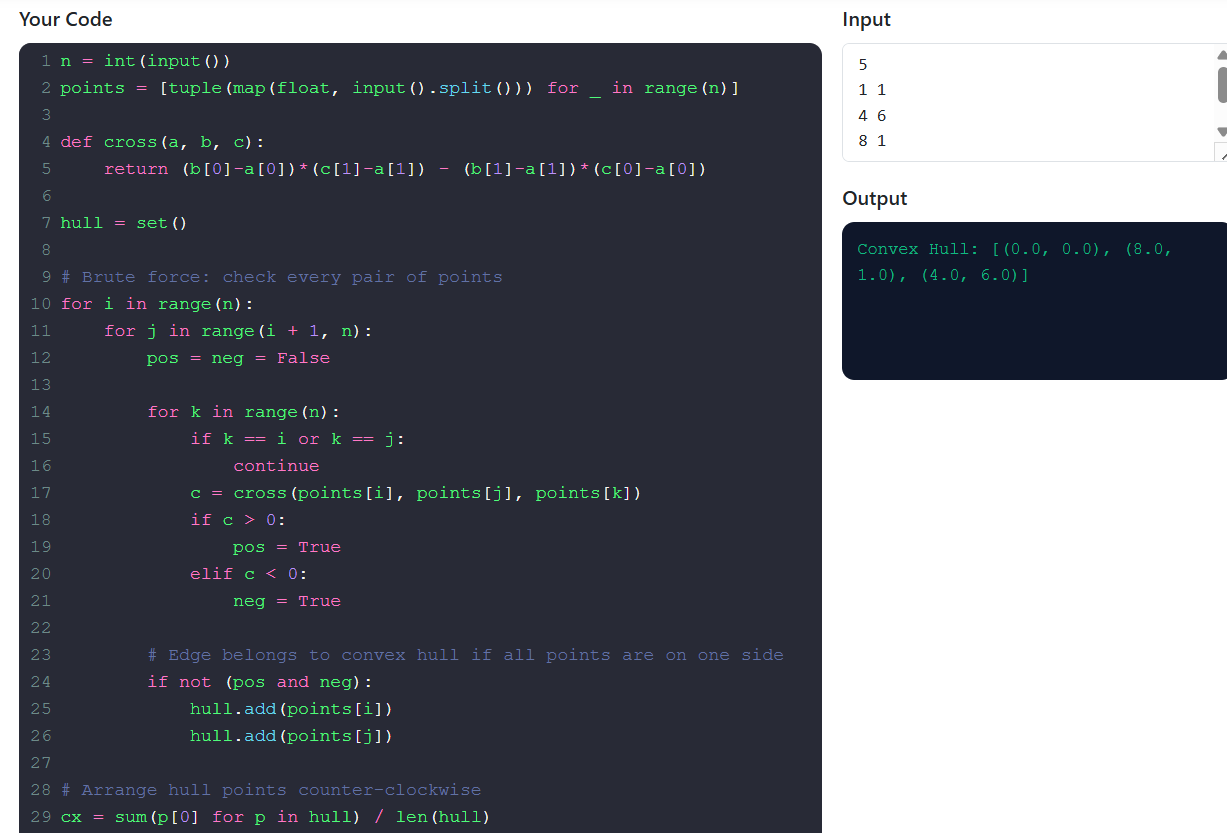 Your Code
1 n = int(input())
2 points = [tuple(map(float, input().split())) for _ in range(n)]
3
4 def cross(a, b, c):
5     return (b[0]-a[0])*(c[1]-a[1]) - (b[1]-a[1])*(c[0]-a[0])
6
7 hull = set()
8
9 # Brute force: check every pair of points
10 for i in range(n):
11     for j in range(i + 1, n):
12         pos = neg = False
13
14         for k in range(n):
15             if k == i or k == j:
16                 continue
17             c = cross(points[i], points[j], points[k])
18             if c > 0:
19                 pos = True
20             elif c < 0:
21                 neg = True
22
23         # Edge belongs to convex hull if all points are on one side
24         if not (pos and neg):
25             hull.add(points[i])
26             hull.add(points[j])
27
28 # Arrange hull points counter-clockwise
29 cx = sum(p[0] for p in hull) / len(hull)
Input
5
1 1
4 6
8 1
Output
Convex Hull: [(0.0, 0.0), (8.0,
1.0), (4.0, 6.0)]